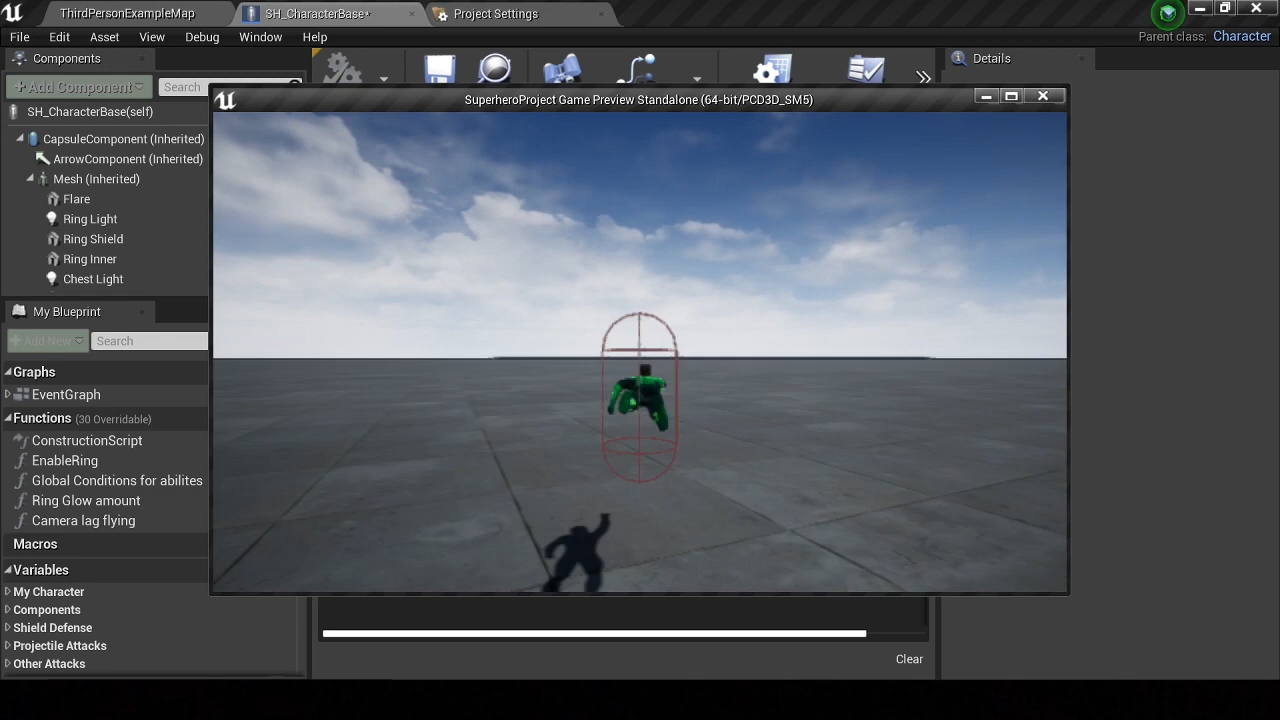 ThirdPersonExampleMap
SH_CharacterBase*
Project Settings
File Edit Asset View Debug Window Help
Parent class: Character
Components
Details
+Add Component
Search
SuperheroProject Game Preview Standalone (64-bit/PCD3D_SM5)
SH_CharacterBase(self)
CapsuleComponent (Inherited)
ArrowComponent (Inherited)
Mesh (Inherited)
Flare
Ring Light
Ring Shield
Ring Inner
Chest Light
My Blueprint
+Add New
Search
Graphs
EventGraph
Functions (30 Overridable)
ConstructionScript
EnableRing
Global Conditions for abilites
Ring Glow amount
Camera lag flying
Macros
Variables
My Character
Components
Shield Defense
Projectile Attacks
Other Attacks
Clear